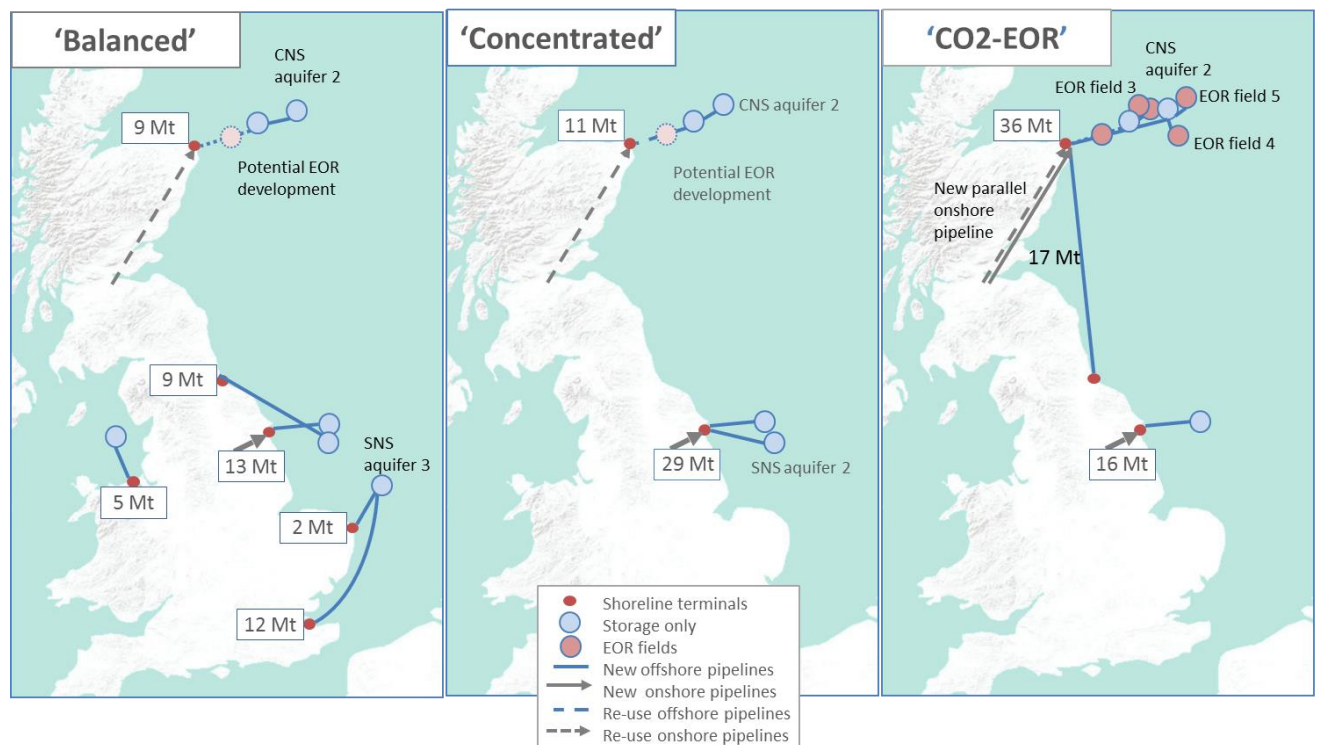 ‘Balanced’
CNS
aquifer 2
9 Mt
Potential EOR
development
9 Mt
13 Mt
SNS
aquifer 3
5 Mt
2 Mt
12 Mt
‘Concentrated’
CNS aquifer 2
11 Mt
Potential EOR
development
29 Mt
SNS aquifer 2
‘CO2-EOR’
CNS
aquifer 2
EOR field 3
EOR field 5
36 Mt
EOR field 4
New parallel
onshore
pipeline
17 Mt
16 Mt
Shoreline terminals
Storage only
EOR fields
New offshore pipelines
New onshore pipelines
Re-use offshore pipelines
Re-use onshore pipelines